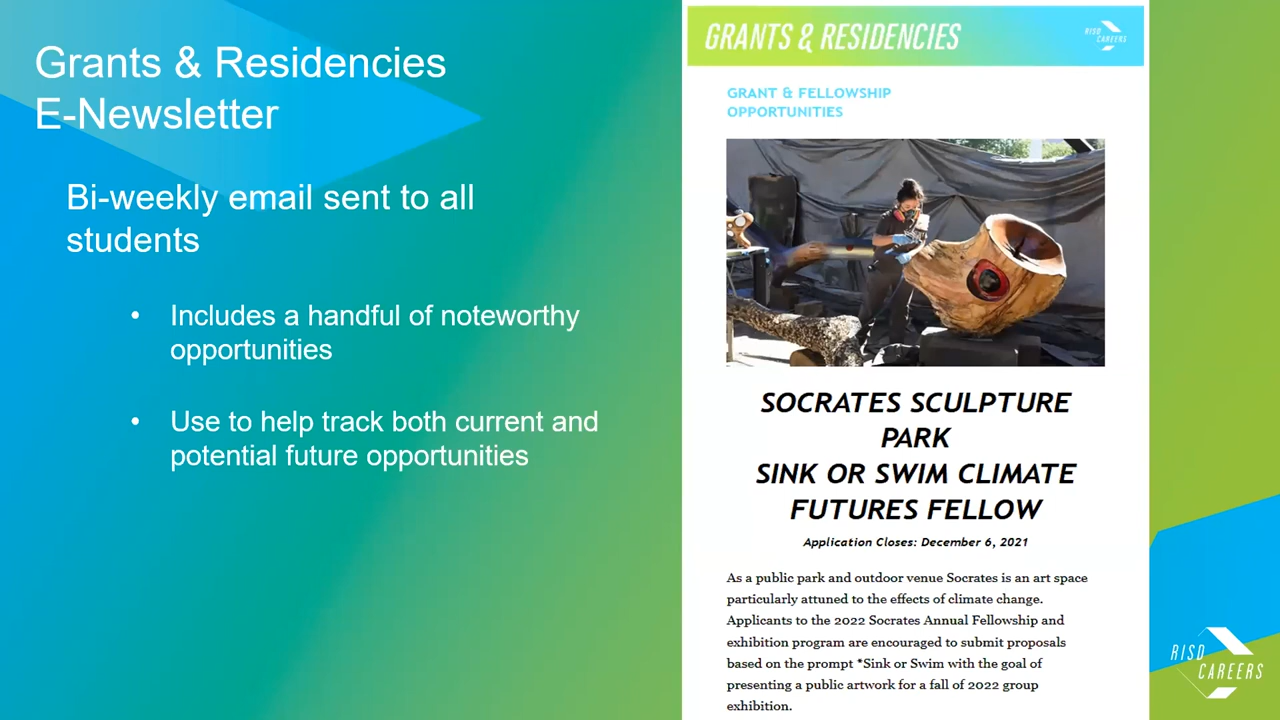 Grants & Residencies
E-Newsletter
Bi-weekly email sent to all
students
• Includes a handful of noteworthy
opportunities
• Use to help track both current and
potential future opportunities
GRANTS & RESIDENCIES
RISD
CAREERS
GRANT & FELLOWSHIP
OPPORTUNITIES
SOCRATES SCULPTURE
PARK
SINK OR SWIM CLIMATE
FUTURES FELLOW
Application Closes: December 6, 2021
As a public park and outdoor venue Socrates is an art space
particularly attuned to the effects of climate change.
Applicants to the 2022 Socrates Annual Fellowship and
exhibition program are encouraged to submit proposals
based on the prompt *Sink or Swim with the goal of
presenting a public artwork for a fall of 2022 group
exhibition.
RISD
CAREERS